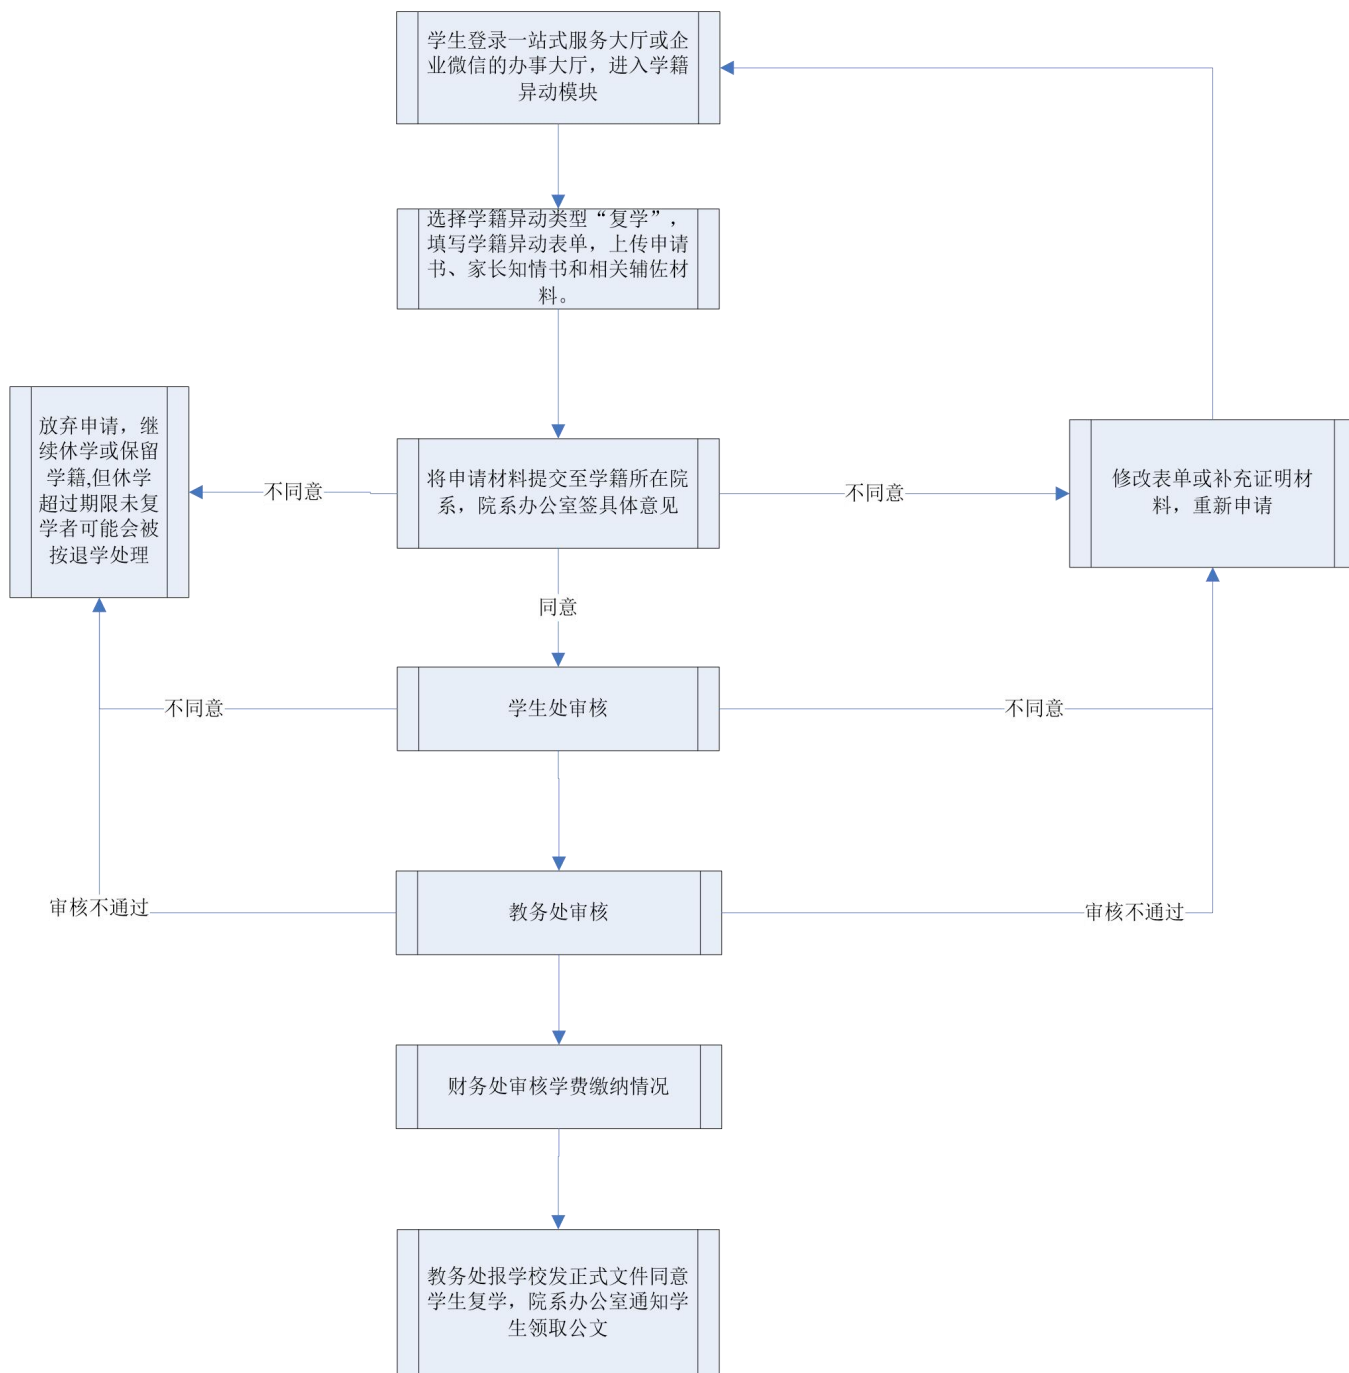 学生登录一站式服务大厅或企
业微信的办事大厅，进入学籍
异动模块
选择学籍异动类型“复学”，
填写学籍异动表单，上传申请
书、家长知情书和相关辅佐材
料。
放弃申请，继
续休学或保留
学籍,但休学
超过期限未复
学者可能会被
按退学处理
不同意
将申请材料提交至学籍所在院
系，院系办公室签具体意见
不同意
修改表单或补充证明材
料，重新申请
同意
不同意
学生处审核
不同意
审核不通过
教务处审核
审核不通过
财务处审核学费缴纳情况
教务处报学校发正式文件同意
学生复学，院系办公室通知学
生领取公文